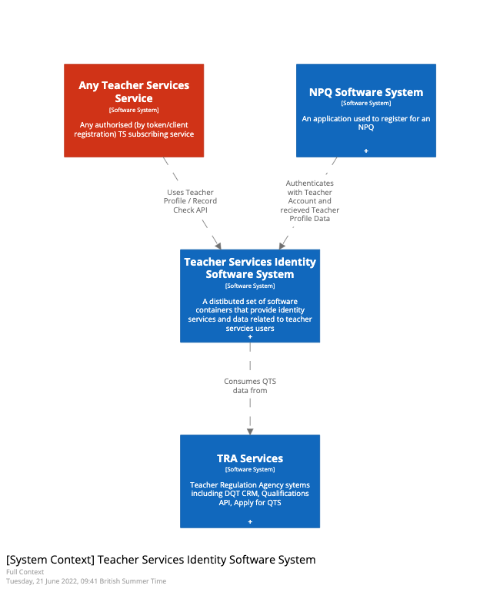 Any Teacher Services
Service
[Software System]
Any authorised (by token/client
registration) TS subscribing service
NPQ Software System
[Software System]
An application used to register for an
NPQ
+
Uses Teacher
Profile / Record
Check API
Authenticates
with Teacher
Account and
recieved Teacher
Profile Data
Teacher Services Identity
Software System
[Software System]
A distibuted set of software
containers that provide identity
services and data related to teacher
servcies users
+
Consumes QTS
data from
TRA Services
[Software System]
Teacher Regulation Agency sytems
including DQT CRM, Qualifications
API, Apply for QTS
+
[System Context] Teacher Services Identity Software System
Full Context
Tuesday, 21 June 2022, 09:41 British Summer Time